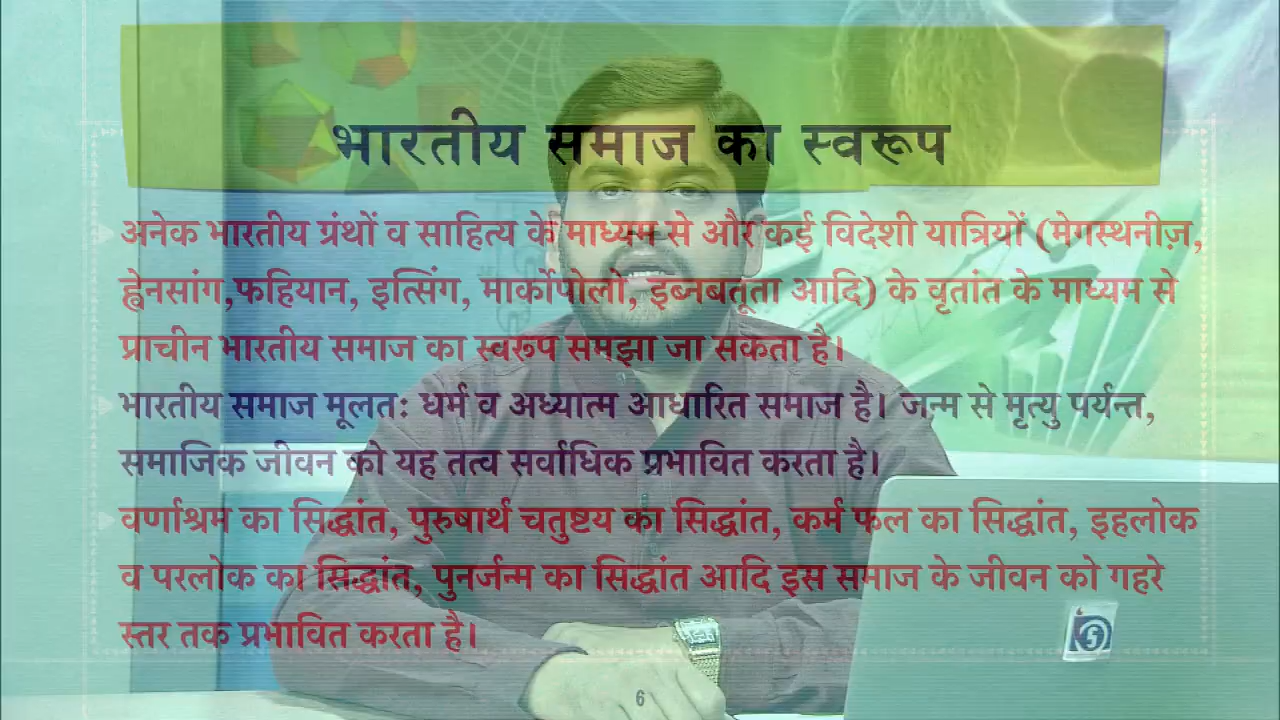 भारतीय समाज का स्वरूप
अनेक भारतीय ग्रंथों व साहित्य के माध्यम से और कई विदेशी यात्रियों (मेगस्थनीज़,
ह्वेनसांग,फहियान, इत्सिंग, मार्कोपोलो, इब्नबतूता आदि) के वृतांत के माध्यम से
प्राचीन भारतीय समाज का स्वरूप समझा जा सकता है।
भारतीय समाज मूलत: धर्म व अध्यात्म आधारित समाज है। जन्म से मृत्यु पर्यन्त,
समाजिक जीवन को यह तत्व सर्वाधिक प्रभावित करता है।
वर्णाश्रम का सिद्धांत, पुरुषार्थ चतुष्टय का सिद्धांत, कर्म फल का सिद्धांत, इहलोक
व परलोक का सिद्धांत, पुनर्जन्म का सिद्धांत आदि इस समाज के जीवन को गहरे
स्तर तक प्रभावित करता है।
6